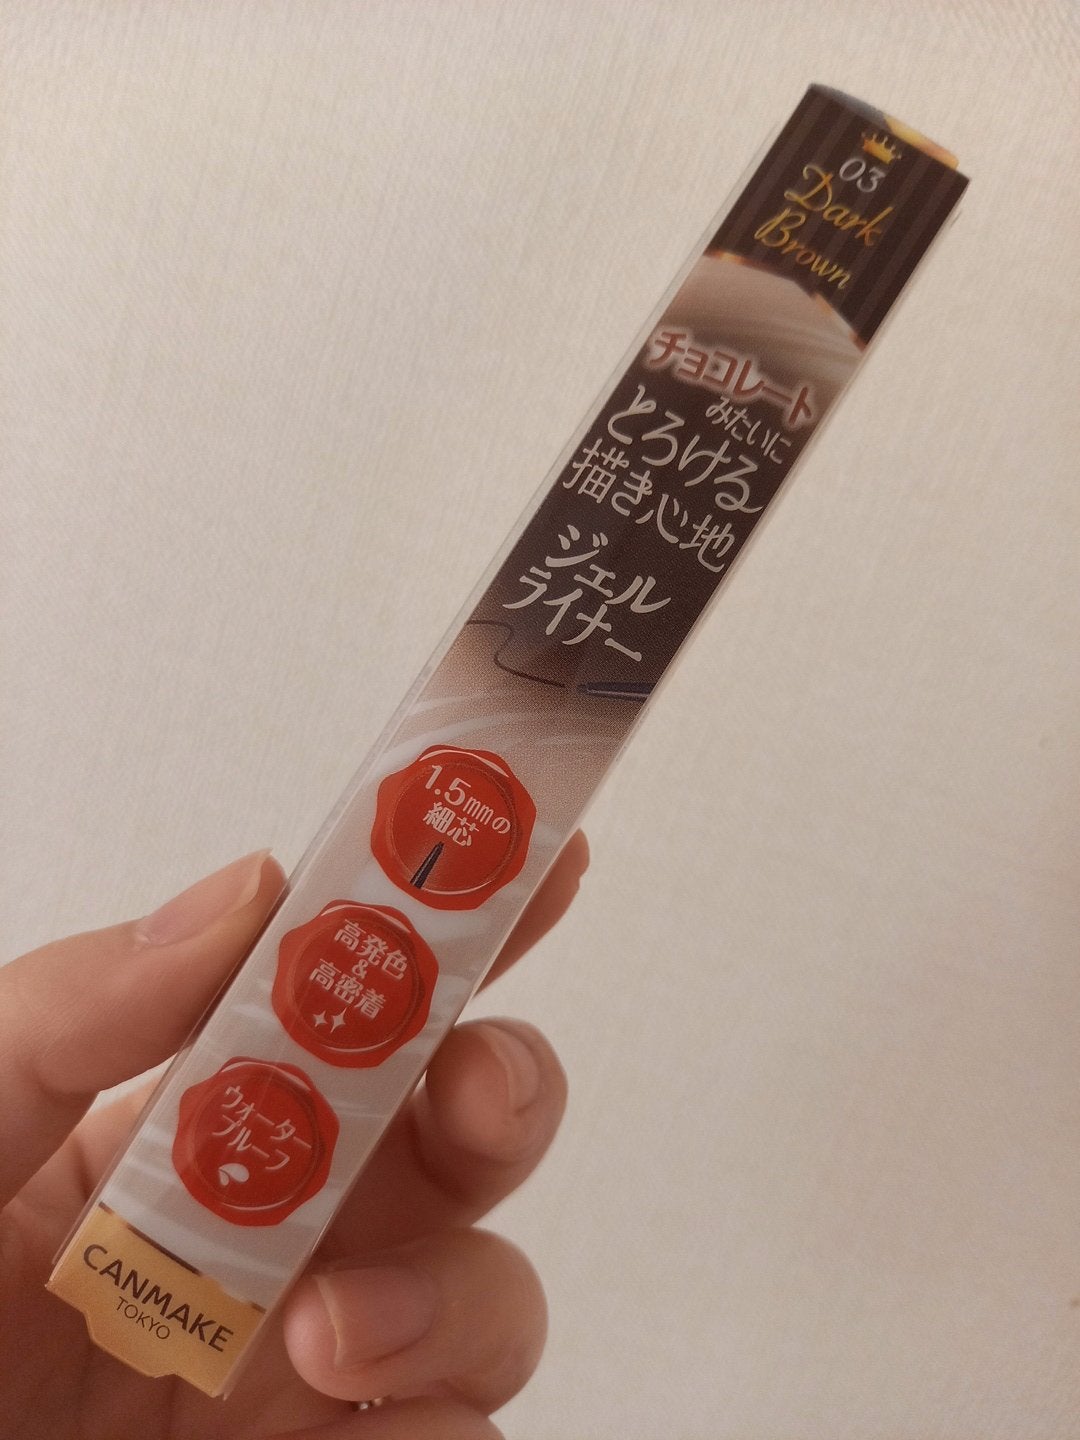 03
Dark
Brown
チョコレート
みたいに
とろける
描き心地
ジェル
ライナー
1.5mmの
細芯
高発色
&
高密着
ウォーター
プルーフ
CANMAKE
TOKYO